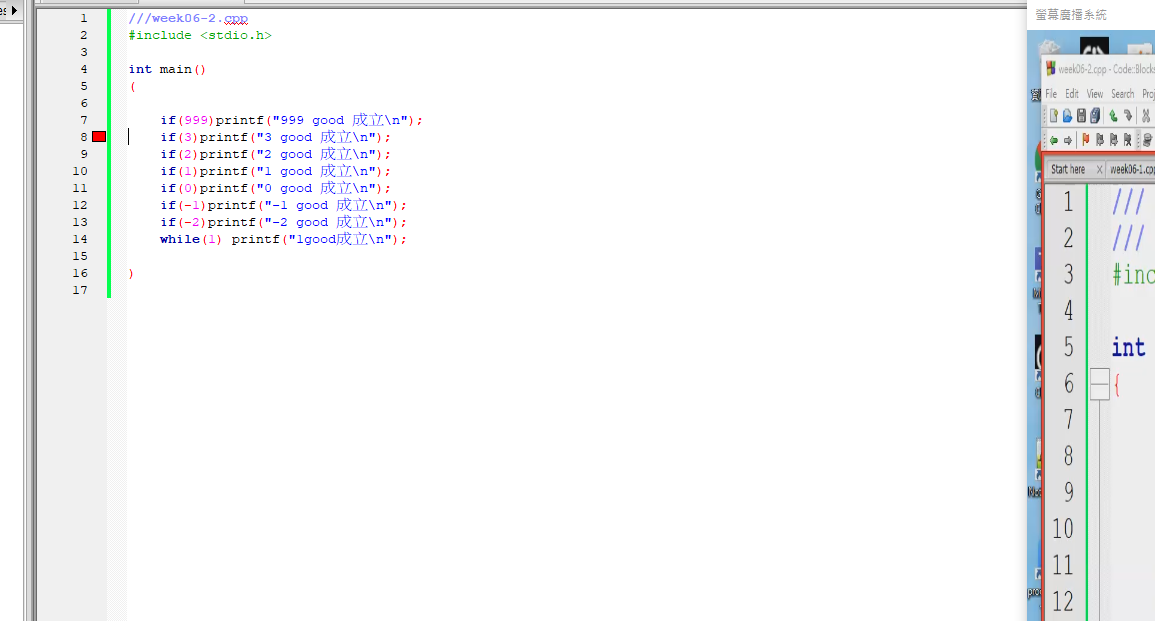 ///week06-2.cpp
#include <stdio.h>
int main()
(
if(999)printf("999 good 成立\n");
if(3)printf("3 good 成立\n");
if(2)printf("2 good 成立\n");
if(1)printf("1 good 成立\n");
if(0)printf("0 good 成立\n");
if(-1)printf("-1 good 成立\n");
if(-2)printf("-2 good 成立\n");
while(1) printf("1good成立\n");
)
1
2
3
4
5
6
7
8
9
10
11
12
13
14
15
16
17
螢幕廣播系統
week06-2.cpp - Code::Blocks
File Edit View Search Proj
Start here × week06-1.cpp
1 ///
2 ///
3 #inc
4
5 int
6 {
7
8
9
10
11
12